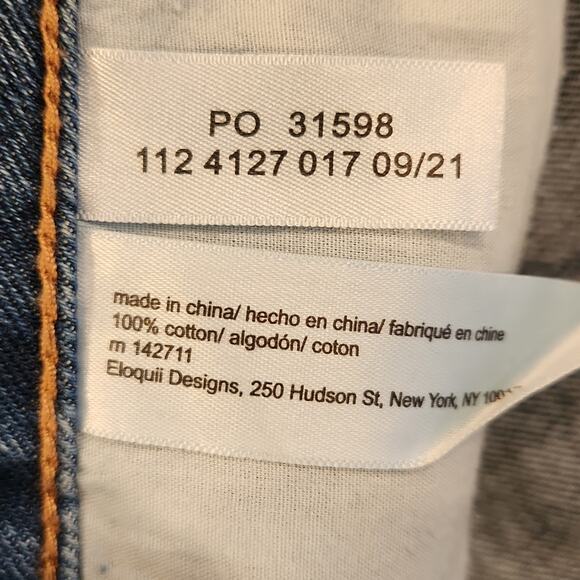 PO 31598
112 4127 017 09/21
made in china/ hecho en china/ fabriqué en chine
100% cotton/ algodón/ coton
m 142711
Eloquii Designs, 250 Hudson St, New York, NY